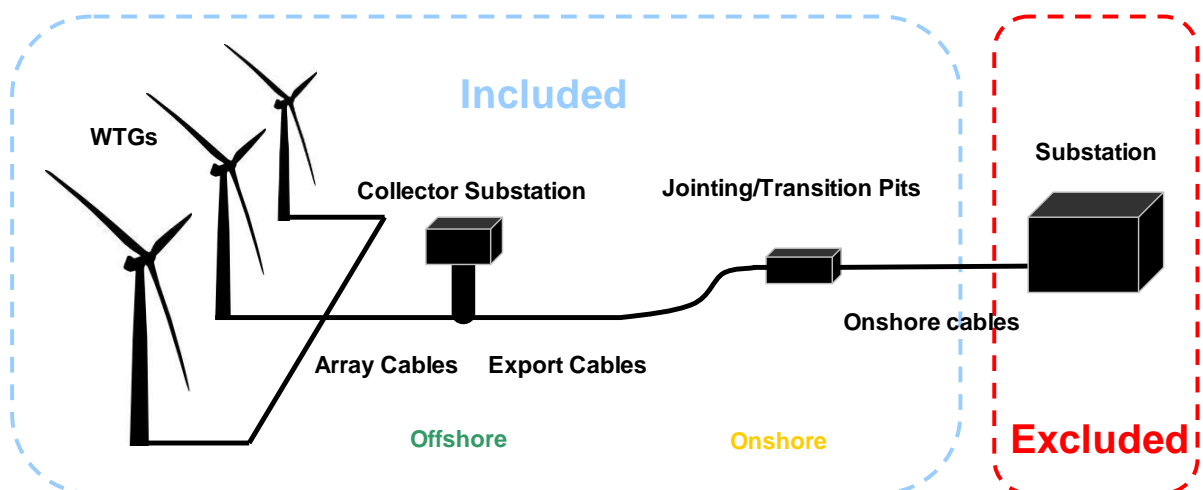 Included
WTGs
Substation
Collector Substation
Jointing/Transition Pits
Onshore cables
Array Cables
Export Cables
Offshore
Onshore
Excluded